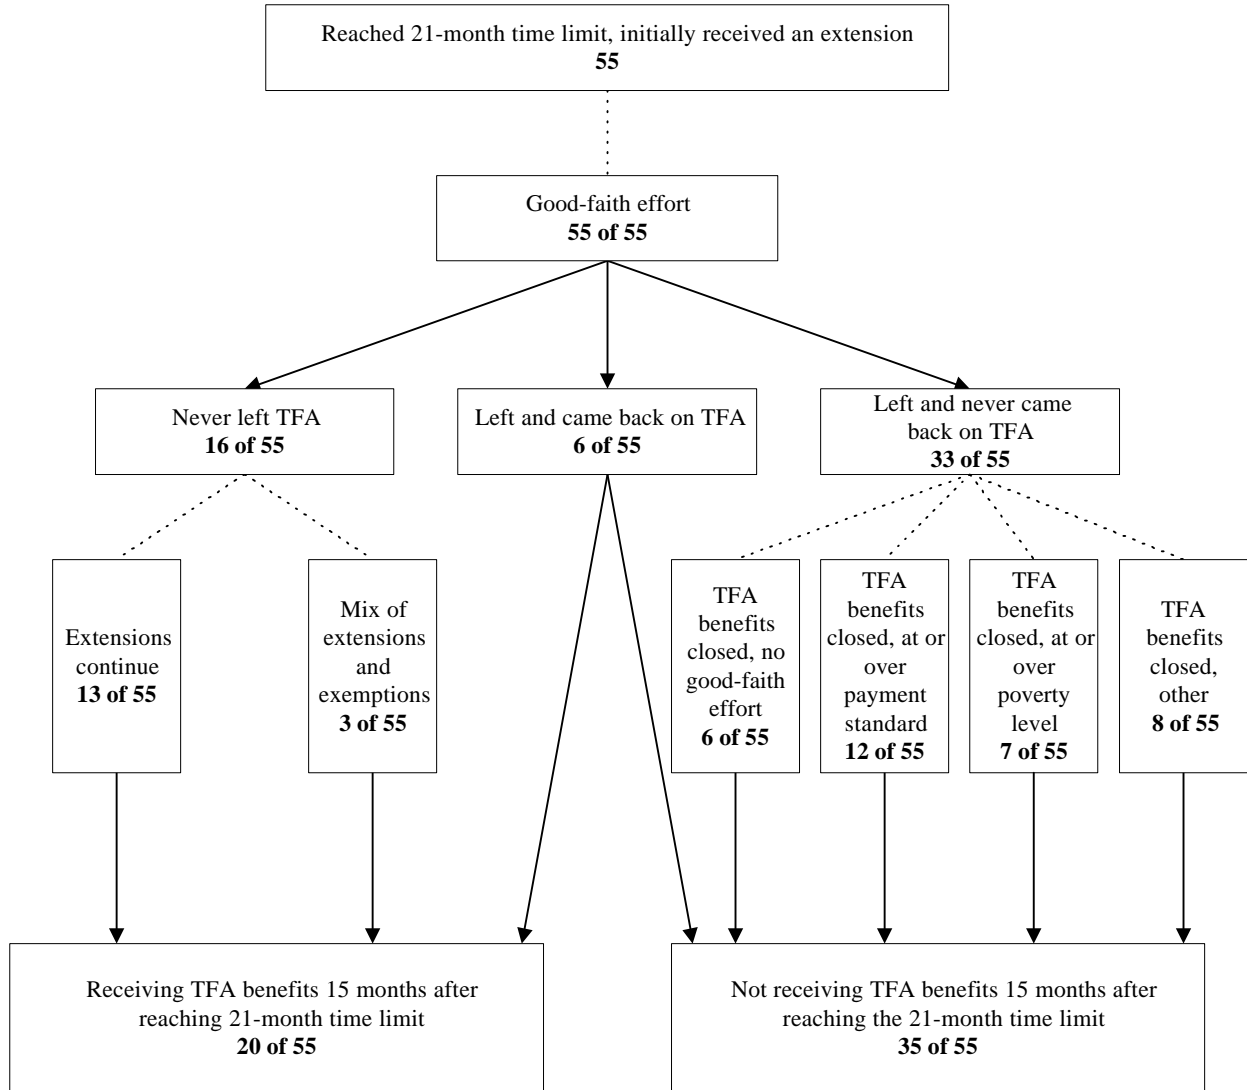 Reached 21-month time limit, initially received an extension
55
Good-faith effort
55 of 55
Never left TFA
16 of 55
Left and came back on TFA
6 of 55
Left and never came
back on TFA
33 of 55
Extensions
continue
13 of 55
Mix of
extensions
and
exemptions
3 of 55
TFA
benefits
closed, no
good-faith
effort
6 of 55
TFA
benefits
closed, at or
over
payment
standard
12 of 55
TFA
benefits
closed, at or
over
poverty
level
7 of 55
TFA
benefits
closed,
other
8 of 55
Receiving TFA benefits 15 months after
reaching 21-month time limit
20 of 55
Not receiving TFA benefits 15 months after
reaching the 21-month time limit
35 of 55